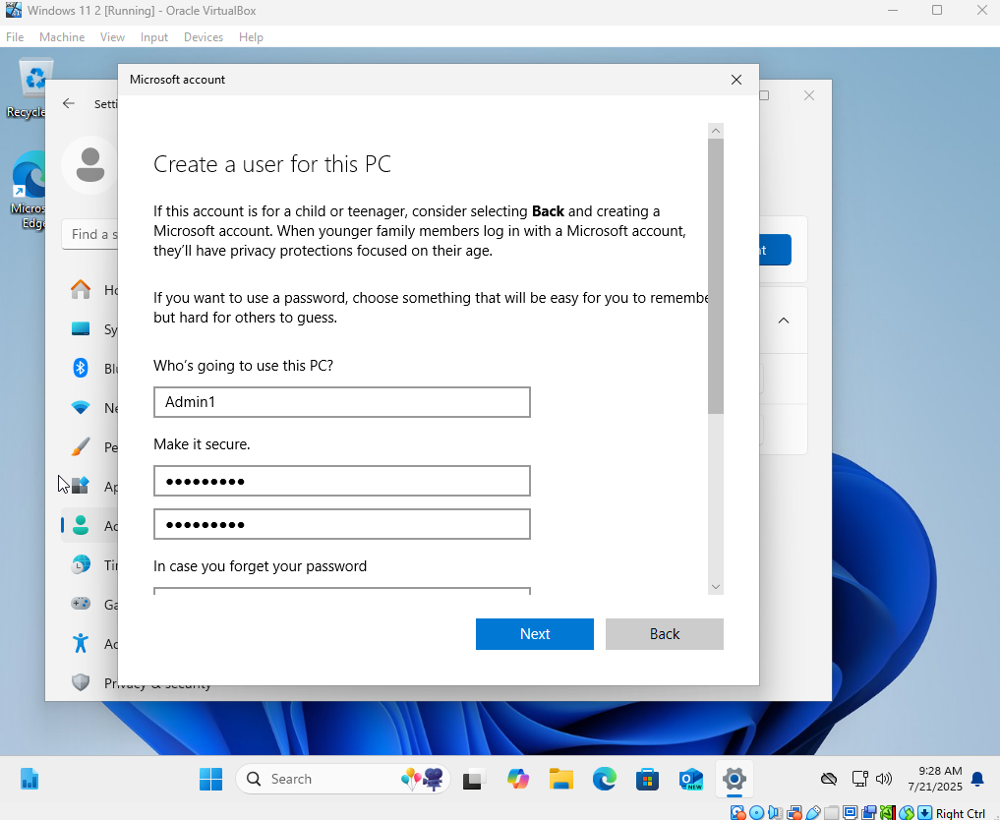 Windows 11 2 [Running] - Oracle VirtualBox
File Machine View Input Devices Help
Recycle
Micros
Edge
Setti
Find a s
Ho
Sy
Blu
Ne
Pe
Ap
Ac
Tir
Ga
Ac
Privacy & security
Microsoft account
Create a user for this PC
If this account is for a child or teenager, consider selecting Back and creating a
Microsoft account. When younger family members log in with a Microsoft account,
they'll have privacy protections focused on their age.
If you want to use a password, choose something that will be easy for you to remembe
but hard for others to guess.
Who's going to use this PC?
Admin1
Make it secure.
●●●●●●●●●
●●●●●●●●●
In case you forget your password
Next Back
nt
Search
NEW
9:28 AM
7/21/2025
Right Ctrl